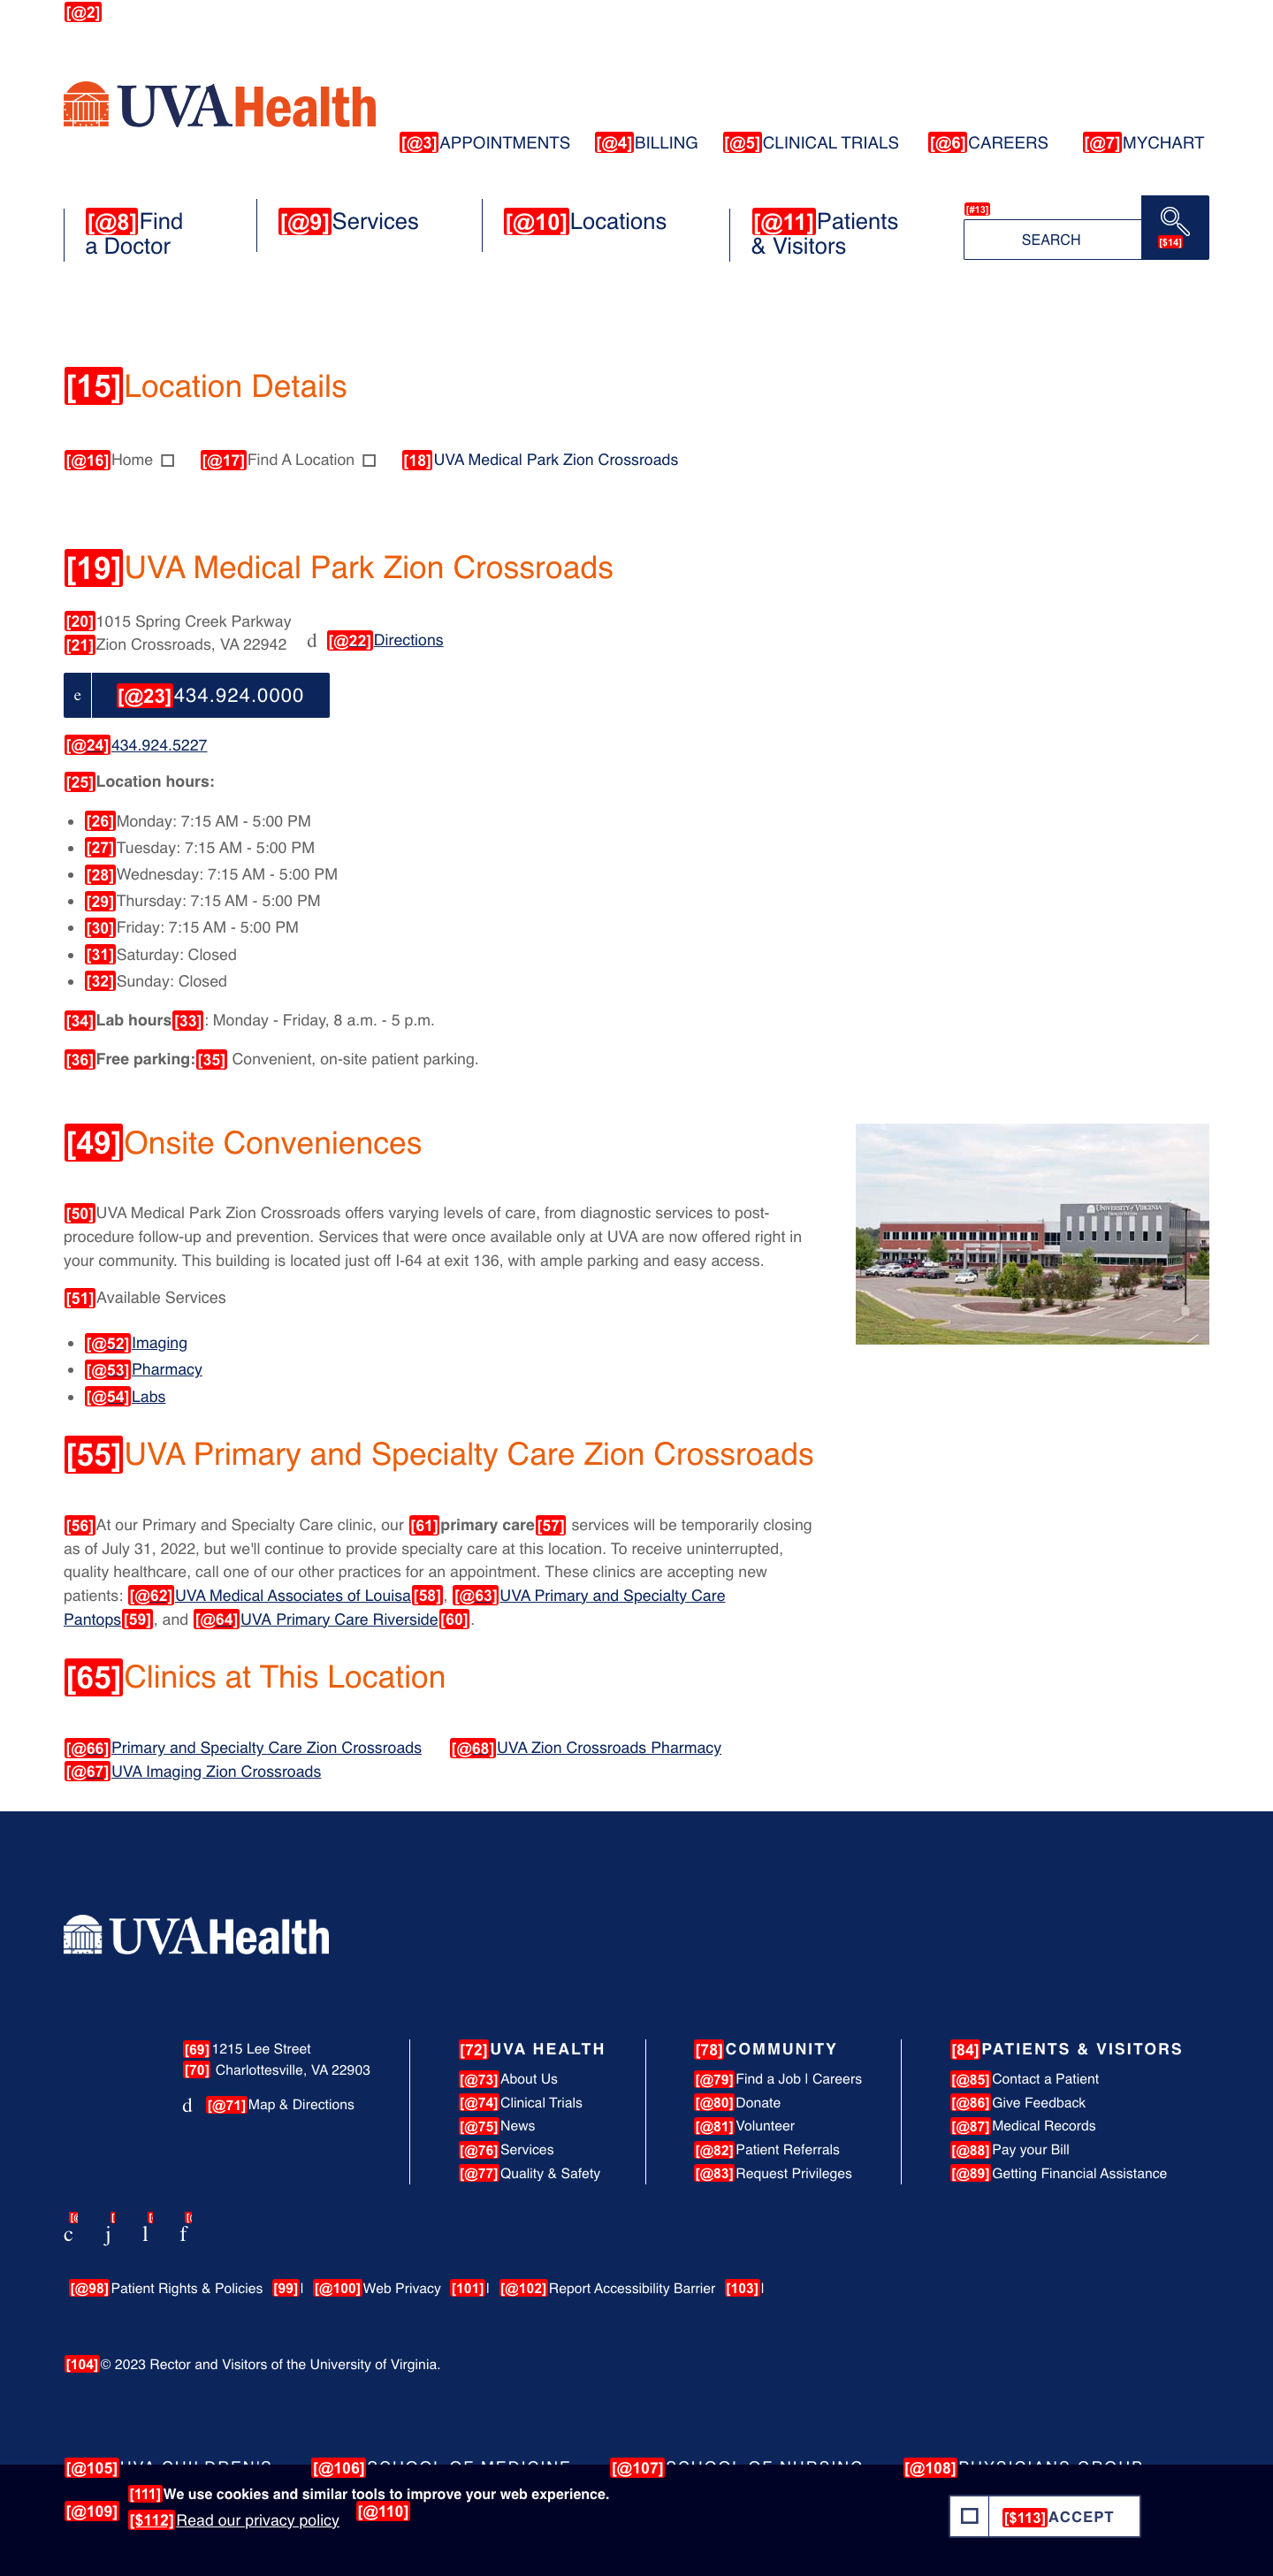 [@2]
UVAHealth
[@3]APPOINTMENTS [@4]BILLING [@5]CLINICAL TRIALS [@6]CAREERS [@7]MYCHART
[@8]Find a Doctor
[@9]Services
[@10]Locations
[@11]Patients & Visitors
[#13]
SEARCH
[$14]
[15]Location Details
[@16]Home [@17]Find A Location [18]UVA Medical Park Zion Crossroads
[19]UVA Medical Park Zion Crossroads
[20]1015 Spring Creek Parkway
[21]Zion Crossroads, VA 22942 d [@22]Directions
e [@23]434.924.0000
[@24]434.924.5227
[25]Location hours:
[26]Monday: 7:15 AM - 5:00 PM
[27]Tuesday: 7:15 AM - 5:00 PM
[28]Wednesday: 7:15 AM - 5:00 PM
[29]Thursday: 7:15 AM - 5:00 PM
[30]Friday: 7:15 AM - 5:00 PM
[31]Saturday: Closed
[32]Sunday: Closed
[34]Lab hours[33]: Monday - Friday, 8 a.m. - 5 p.m.
[36]Free parking:[35] Convenient, on-site patient parking.
[49]Onsite Conveniences
UNIVERSITY of VIRGINIA
[50]UVA Medical Park Zion Crossroads offers varying levels of care, from diagnostic services to post-
procedure follow-up and prevention. Services that were once available only at UVA are now offered right in
your community. This building is located just off I-64 at exit 136, with ample parking and easy access.
[51]Available Services
[@52]Imaging
[@53]Pharmacy
[@54]Labs
[55]UVA Primary and Specialty Care Zion Crossroads
[56]At our Primary and Specialty Care clinic, our [61]primary care[57] services will be temporarily closing
as of July 31, 2022, but we'll continue to provide specialty care at this location. To receive uninterrupted,
quality healthcare, call one of our other practices for an appointment. These clinics are accepting new
patients: [@62]UVA Medical Associates of Louisa[58], [@63]UVA Primary and Specialty Care
Pantops[59], and [@64]UVA Primary Care Riverside[60].
[65]Clinics at This Location
[@66]Primary and Specialty Care Zion Crossroads [@68]UVA Zion Crossroads Pharmacy
[@67]UVA Imaging Zion Crossroads
UVAHealth
[69]1215 Lee Street
[70] Charlottesville, VA 22903
d [@71]Map & Directions
[72]UVA HEALTH
[@73]About Us
[@74]Clinical Trials
[@75]News
[@76]Services
[@77]Quality & Safety
[78]COMMUNITY
[@79]Find a Job | Careers
[@80]Donate
[@81]Volunteer
[@82]Patient Referrals
[@83]Request Privileges
[84]PATIENTS & VISITORS
[@85]Contact a Patient
[@86]Give Feedback
[@87]Medical Records
[@88]Pay your Bill
[@89]Getting Financial Assistance
c j l f
[@98]Patient Rights & Policies [99]| [@100]Web Privacy [101]| [@102]Report Accessibility Barrier [103]|
[104]© 2023 Rector and Visitors of the University of Virginia.
[@105]UVA CHILDREN'S [@106]SCHOOL OF MEDICINE [@107]SCHOOL OF NURSING [@108]PHYSICIANS GROUP
[111]We use cookies and similar tools to improve your web experience.
[@109] [$112]Read our privacy policy [@110]
[$113]ACCEPT